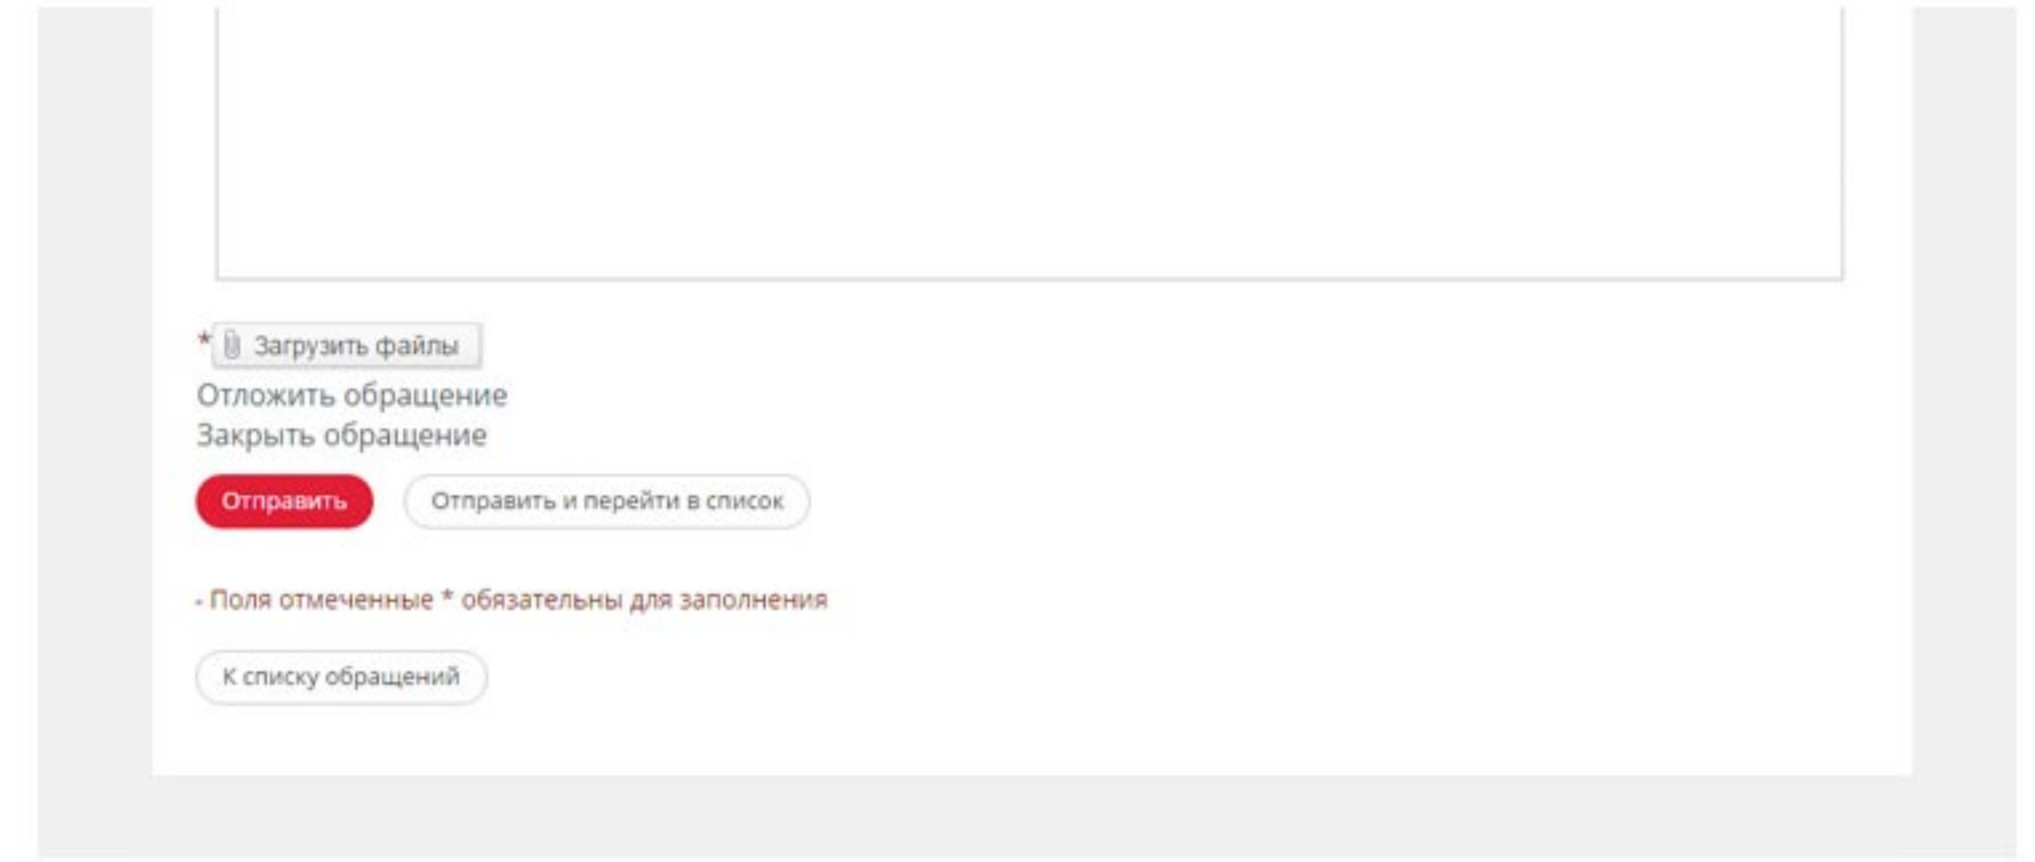 * Загрузить файлы
Отложить обращение
Закрыть обращение
Отправить Отправить и перейти в список
- Поля отмеченные * обязательны для заполнения
К списку обращений